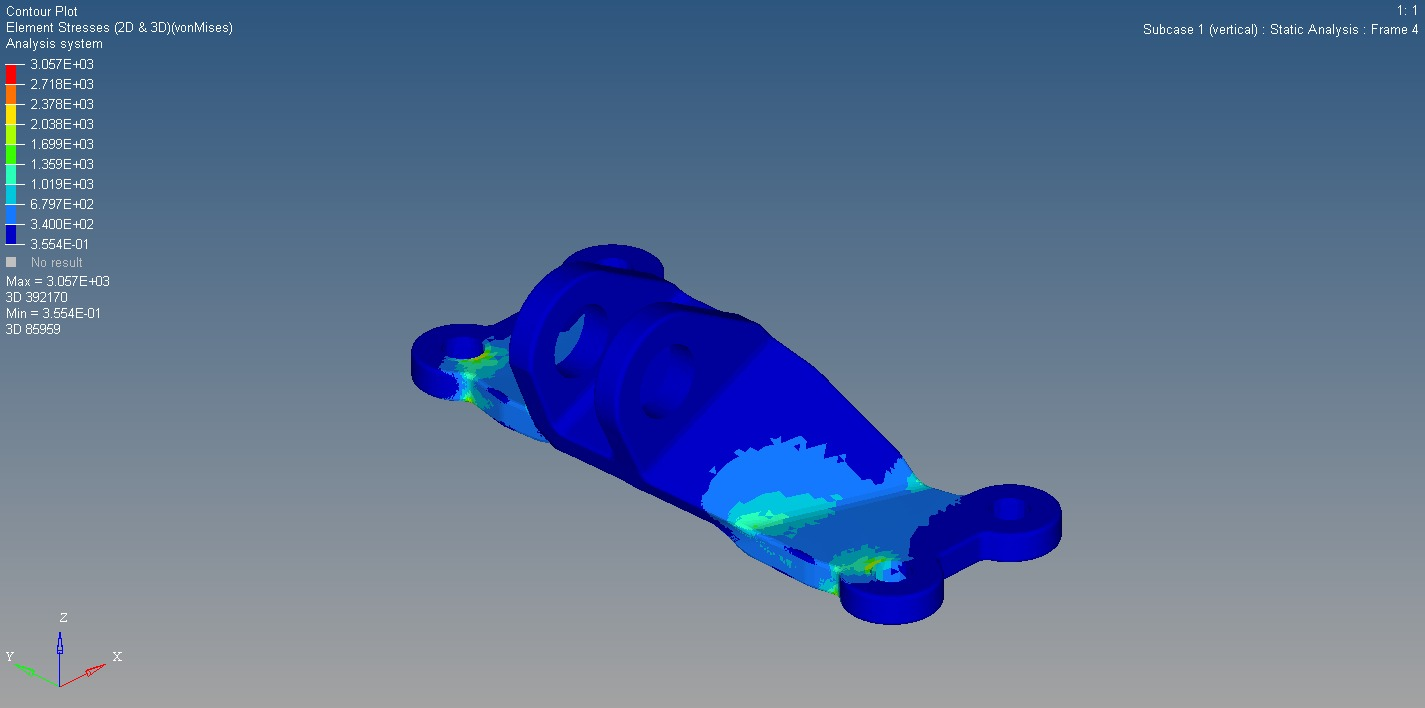 Contour Plot
Element Stresses (2D & 3D)(vonMises)
Analysis system
3.057E+03
2.718E+03
2.378E+03
2.038E+03
1.699E+03
1.359E+03
1.019E+03
6.797E+02
3.400E+02
3.554E-01
No result
Max = 3.057E+03
3D 392170
Min = 3.554E-01
3D 85959
1: 1
Subcase 1 (vertical) : Static Analysis : Frame 4
Z
Y
X